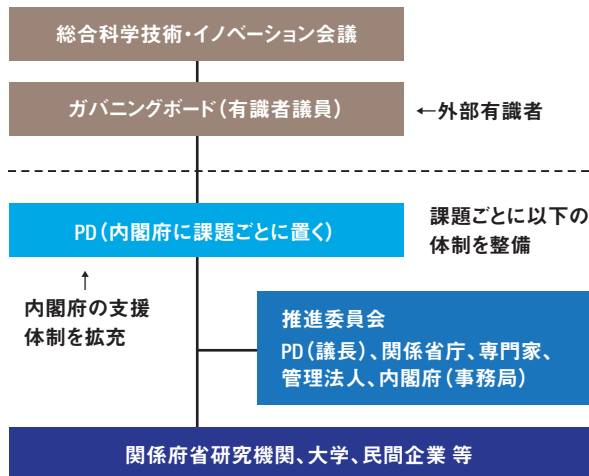 総合科学技術・イノベーション会議
ガバニングボード(有識者議員)
←外部有識者
PD(内閣府に課題ごとに置く)
課題ごとに以下の
体制を整備
↑
内閣府の支援
体制を拡充
推進委員会
PD(議長)、関係省庁、専門家、
管理法人、内閣府(事務局)
関係府省研究機関、大学、民間企業 等